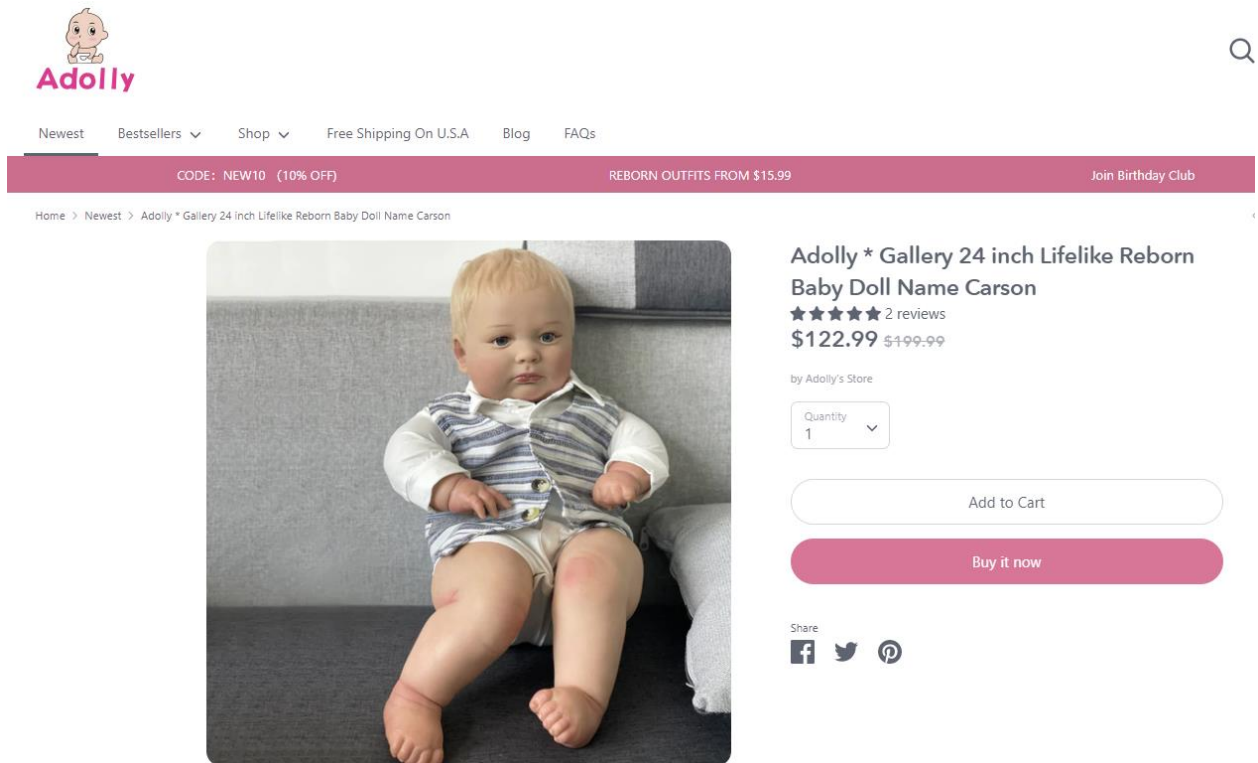 Adolly
Newest
Bestsellers
Shop
Free Shipping On U.S.A
Blog
FAQs
CODE: NEW10 (10% OFF)
REBORN OUTFITS FROM $15.99
Join Birthday Club
Home > Newest > Adolly * Gallery 24 inch Lifelike Reborn Baby Doll Name Carson
Adolly * Gallery 24 inch Lifelike Reborn
Baby Doll Name Carson
2 reviews
$122.99 $199.99
by Adolly's Store
Quantity
1
Add to Cart
Buy it now
Share